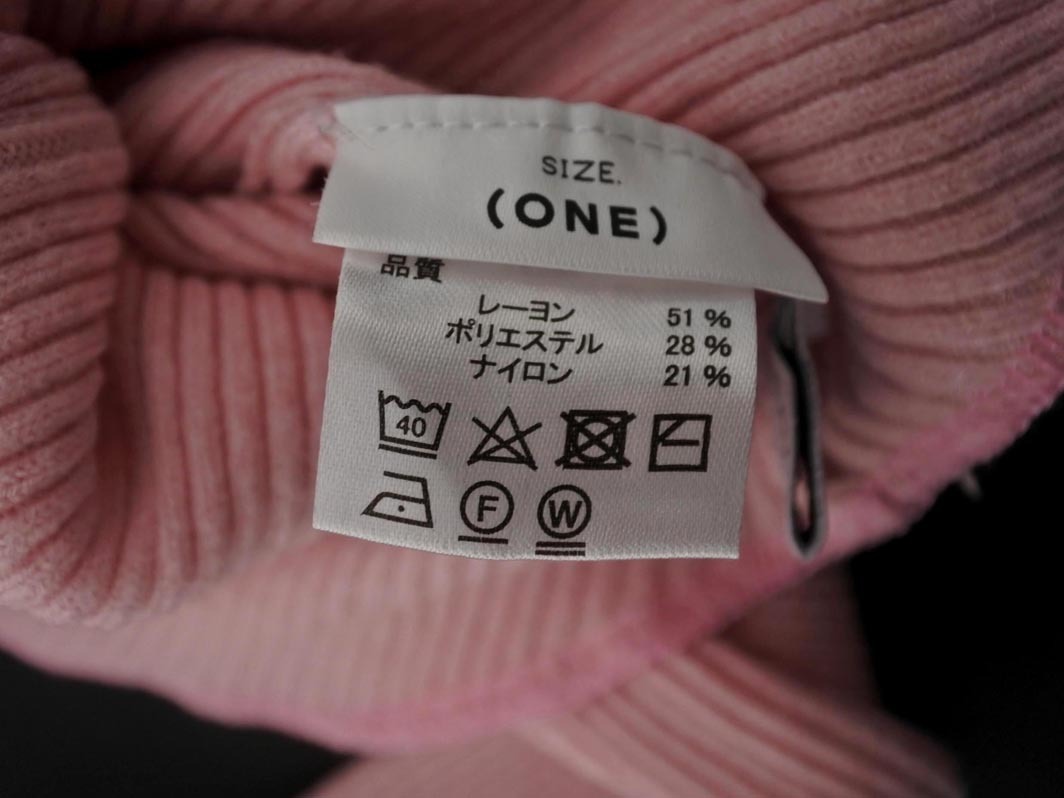 SIZE.
(ONE)
品質
レーヨン 51 %
ポリエステル 28 %
ナイロン 21 %
40
F W